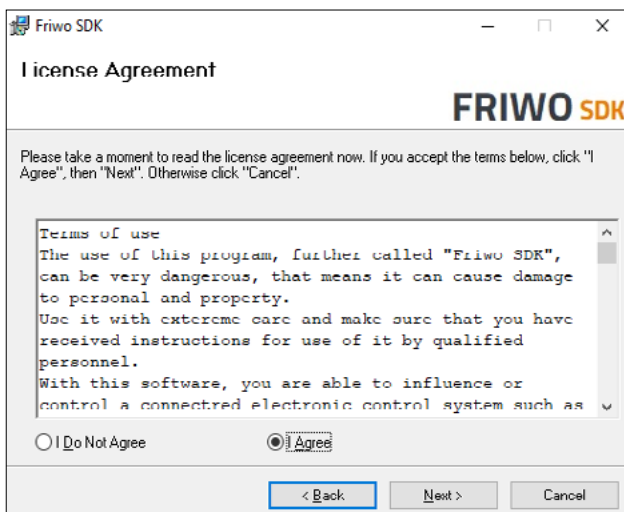 Friwo SDK
License Agreement
FRIWO SDK
Please take a moment to read the license agreement now. If you accept the terms below, click "I
Agree", then "Next". Otherwise click "Cancel".
Terms of use
The use of this program, further called "Friwo SDK",
can be very dangerous, that means it can cause damage
to personal and property.
Use it with extereme care and make sure that you have
received instructions for use of it by qualified
personnel.
With this software, you are able to influence or
control a connectred electronic control system such as
I Do Not Agree
I Agree
< Back
Next >
Cancel